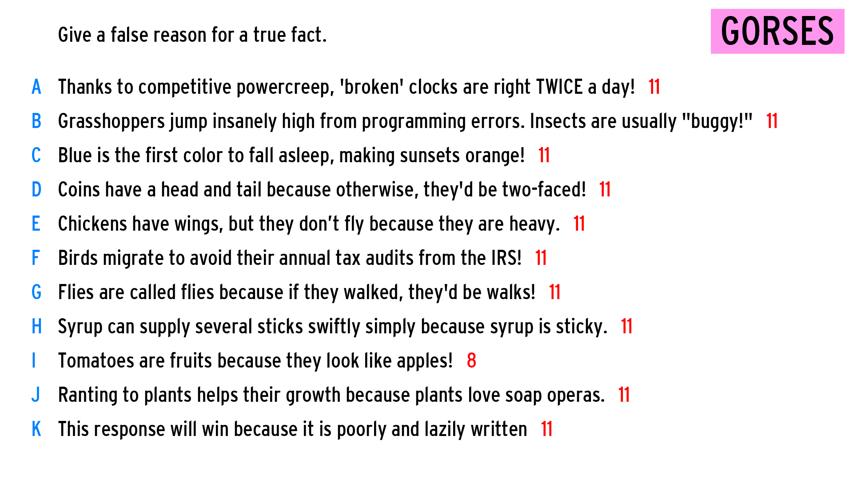 Give a false reason for a true fact.
GORSES
A Thanks to competitive powercreep, 'broken' clocks are right TWICE a day! 11
B Grasshoppers jump insanely high from programming errors. Insects are usually "buggy!" 11
C Blue is the first color to fall asleep, making sunsets orange! 11
D Coins have a head and tail because otherwise, they'd be two-faced! 11
E Chickens have wings, but they don’t fly because they are heavy. 11
F Birds migrate to avoid their annual tax audits from the IRS! 11
G Flies are called flies because if they walked, they'd be walks! 11
H Syrup can supply several sticks swiftly simply because syrup is sticky. 11
I Tomatoes are fruits because they look like apples! 8
J Ranting to plants helps their growth because plants love soap operas. 11
K This response will win because it is poorly and lazily written 11